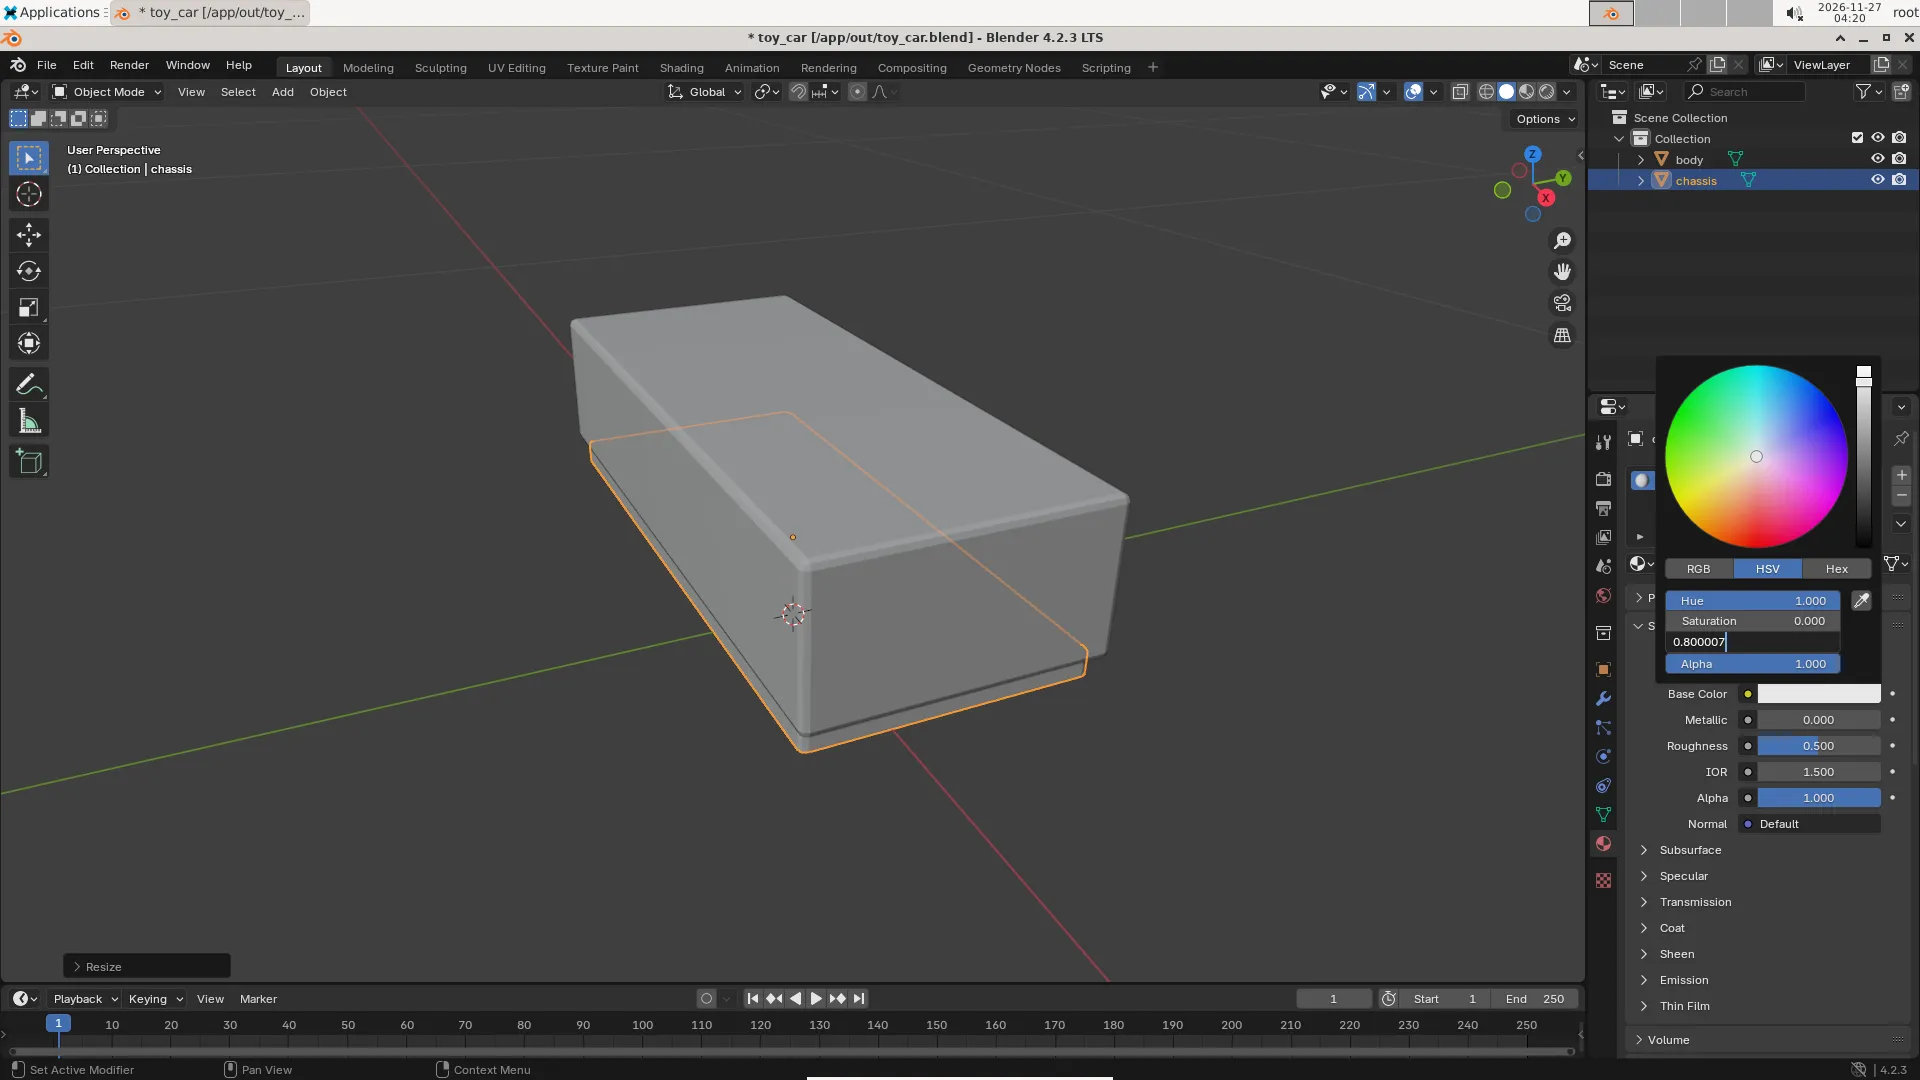 Applications
* toy_car [/app/out/toy_...
2026-11-27
04:20
root
* toy_car [/app/out/toy_car.blend] - Blender 4.2.3 LTS
File Edit Render Window Help
Layout Modeling Sculpting UV Editing Texture Paint Shading Animation Rendering Compositing Geometry Nodes Scripting +
Scene
ViewLayer
Object Mode View Select Add Object
Global
Search
Options
User Perspective
(1) Collection | chassis
Z
Y
X
Scene Collection
Collection
body
chassis
RGB HSV Hex
Hue 1.000
Saturation 0.000
0.800007
Alpha 1.000
Base Color
Metallic 0.000
Roughness 0.500
IOR 1.500
Alpha 1.000
Normal Default
Subsurface
Specular
Transmission
Coat
Sheen
Emission
Thin Film
Volume
Resize
Playback Keying View Marker
1
Start 1
End 250
1 10 20 30 40 50 60 70 80 90 100 110 120 130 140 150 160 170 180 190 200 210 220 230 240 250
Set Active Modifier
Pan View
Context Menu
4.2.3